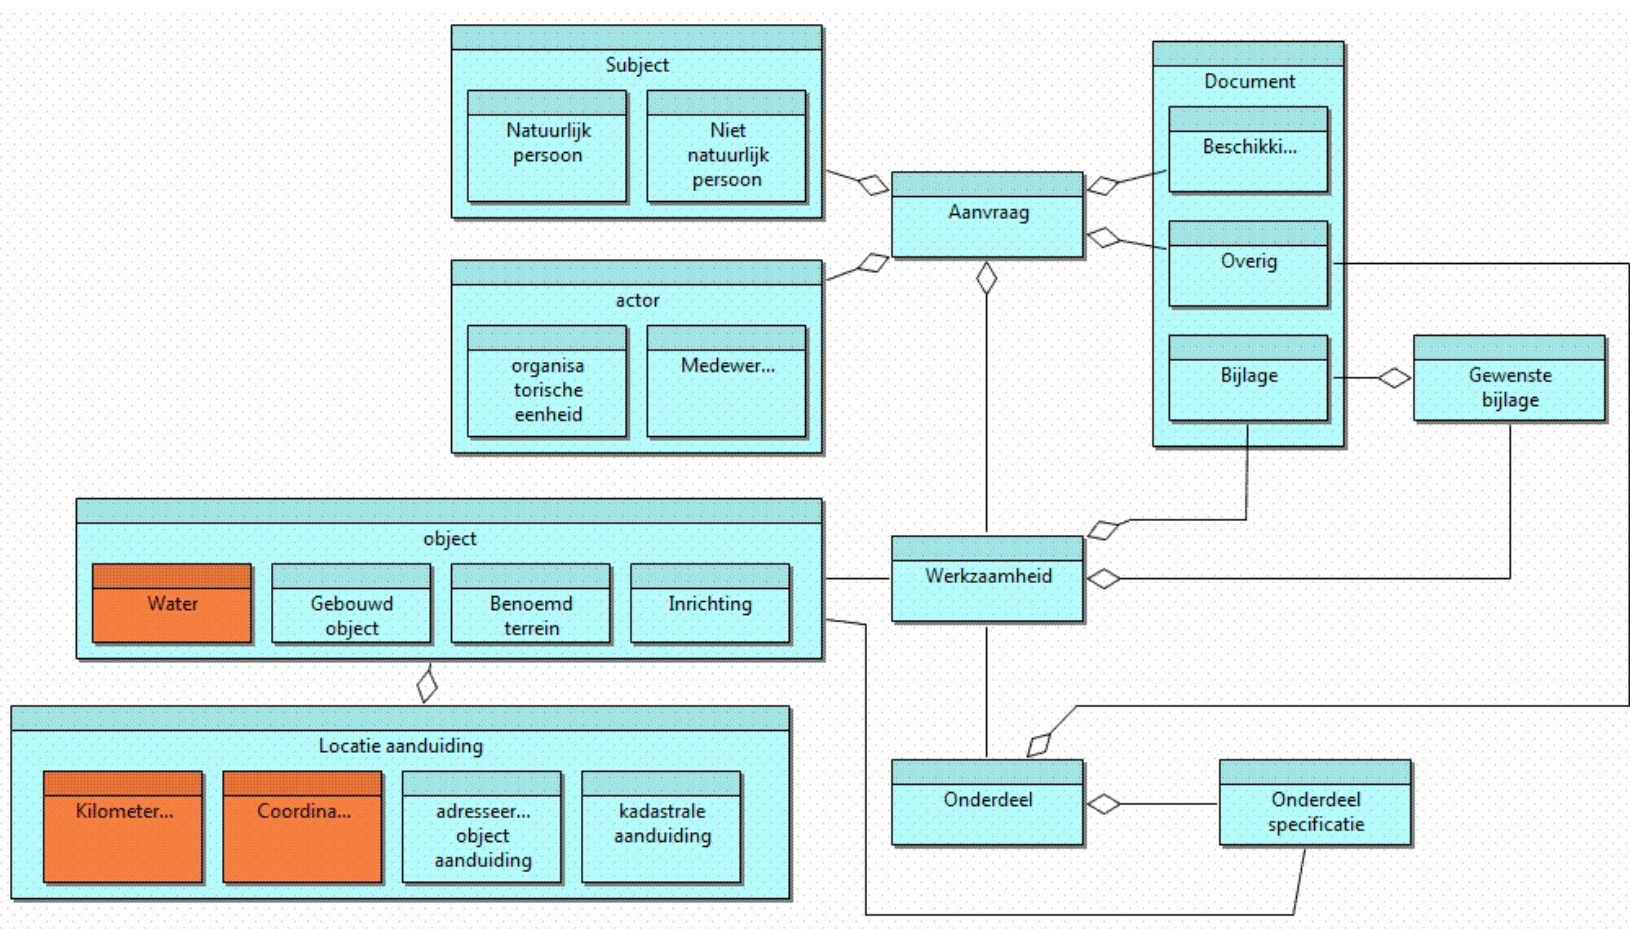 Subject
Natuurlijk
persoon
Niet
natuurlijk
persoon
Document
Beschikki...
Overig
Bijlage
Aanvraag
actor
organisa
torische
eenheid
Medewer...
Gewenste
bijlage
object
Water
Gebouwd
object
Benoemd
terrein
Inrichting
Werkzaamheid
Locatie aanduiding
Kilometer...
Coordina...
adresseer...
object
aanduiding
kadastrale
aanduiding
Onderdeel
Onderdeel
specificatie